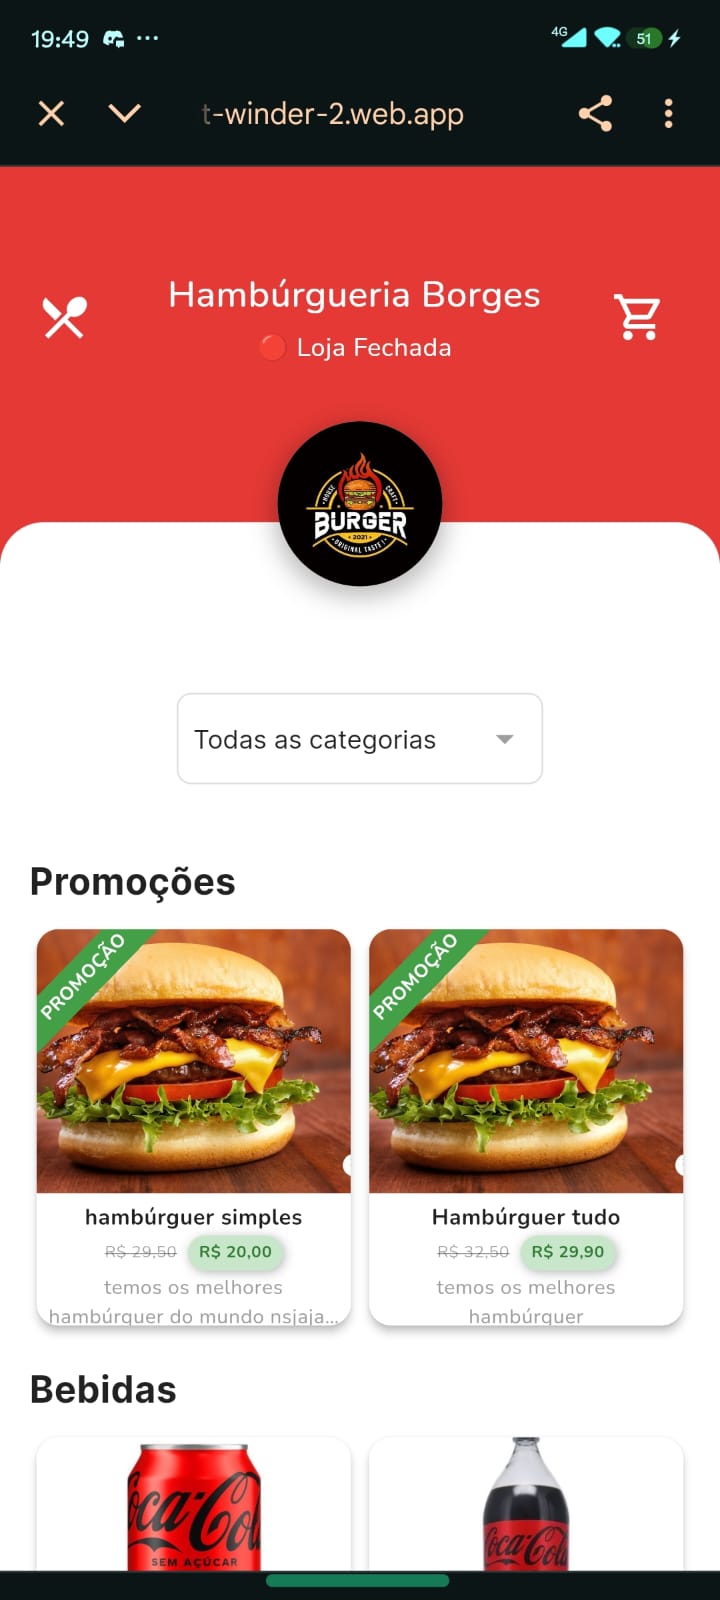 19:49
4G
51
t-winder-2.web.app
Hambúrgueria Borges
Loja Fechada
HOUSE CRAFT
BURGER
2021
ORIGINAL TASTE!
Todas as categorias
Promoções
PROMOÇÃO
PROMOÇÃO
hambúrguer simples
R$ 29,50 R$ 20,00
temos os melhores
hambúrguer do mundo nsjaja...
Hambúrguer tudo
R$ 32,50 R$ 29,90
temos os melhores
hambúrguer
Bebidas
Coca-Cola
SEM AÇÚCAR
Coca-Cola